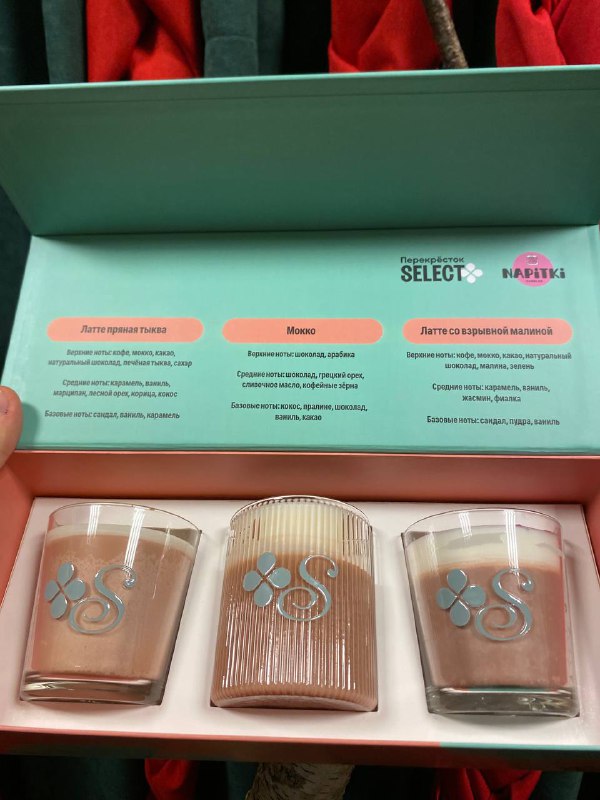 Перекрёсток
SELECT
NAPiTKi
Латте пряная тыква
Верхние ноты: кофе, мокко, какао,
натуральный шоколад, печёная тыква, сахар
Средние ноты: карамель, ваниль,
марципан, лесной орех, корица, кокос
Базовые ноты: сандал, ваниль, карамель
Мокко
Верхние ноты: шоколад, арабика
Средние ноты: шоколад, грецкий орех,
сливочное масло, кофейные зёрна
Базовые ноты: кокос, пралине, шоколад,
ваниль, какао
Латте со взрывной малиной
Верхние ноты: кофе, мокко, какао, натуральный
шоколад, малина, зелень
Средние ноты: карамель, ваниль,
жасмин, фиалка
Базовые ноты: сандал, пудра, ваниль
S
S
S